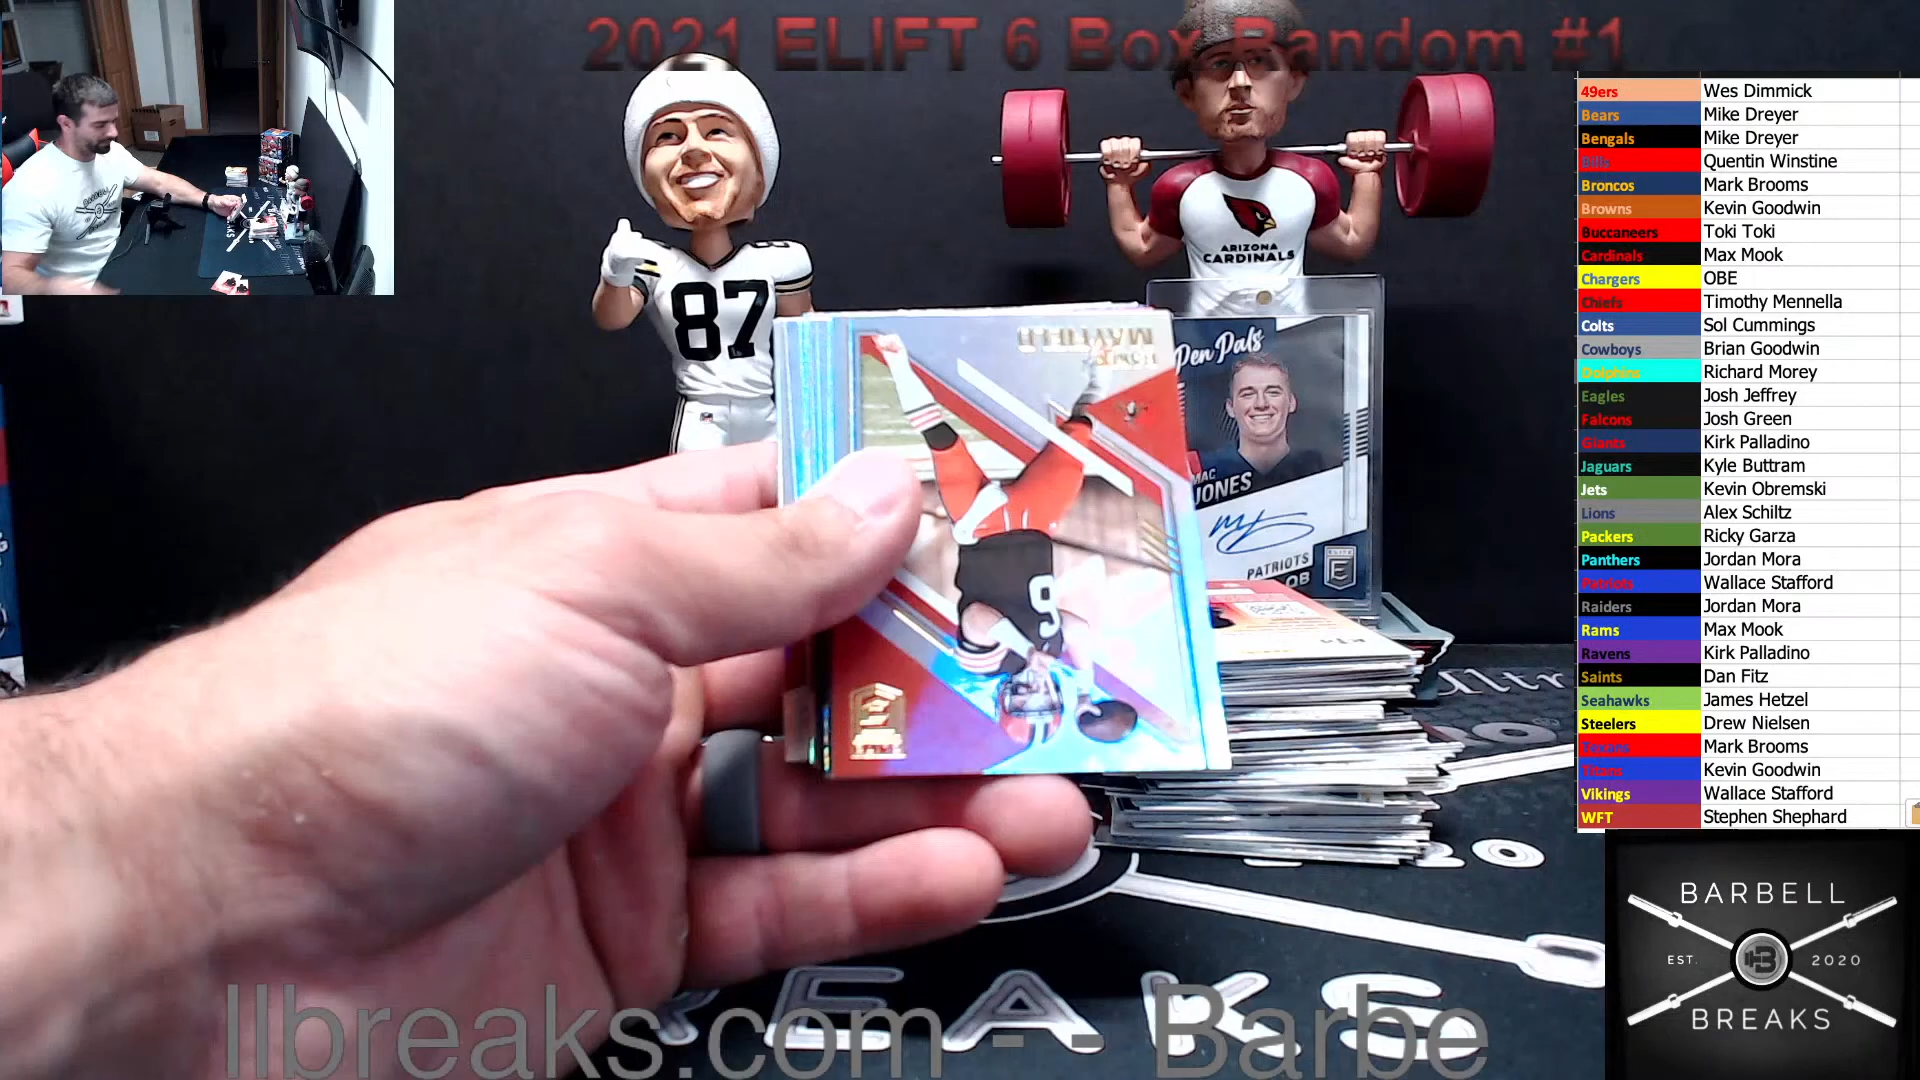 2021 ELIFT 6 Box Random #1
49ers Wes Dimmick
Bears Mike Dreyer
Bengals Mike Dreyer
Bills Quentin Winstine
Broncos Mark Brooms
Browns Kevin Goodwin
Buccaneers Toki Toki
Cardinals Max Mook
Chargers OBE
Chiefs Timothy Mennella
Colts Sol Cummings
Cowboys Brian Goodwin
Dolphins Richard Morey
Eagles Josh Jeffrey
Falcons Josh Green
Giants Kirk Palladino
Jaguars Kyle Buttram
Jets Kevin Obremski
Lions Alex Schiltz
Packers Ricky Garza
Panthers Jordan Mora
Patriots Wallace Stafford
Raiders Jordan Mora
Rams Max Mook
Ravens Kirk Palladino
Saints Dan Fitz
Seahawks James Hetzel
Steelers Drew Nielsen
Texans Mark Brooms
Titans Kevin Goodwin
Vikings Wallace Stafford
WFT Stephen Shephard
87
ARIZONA
CARDINALS
Pen Pals
MAC
JONES
PATRIOTS
QB
MAYFIELD
6
BARBELL
EST. B 2020
BREAKS
REAKS
llbreaks.com - - Barbe